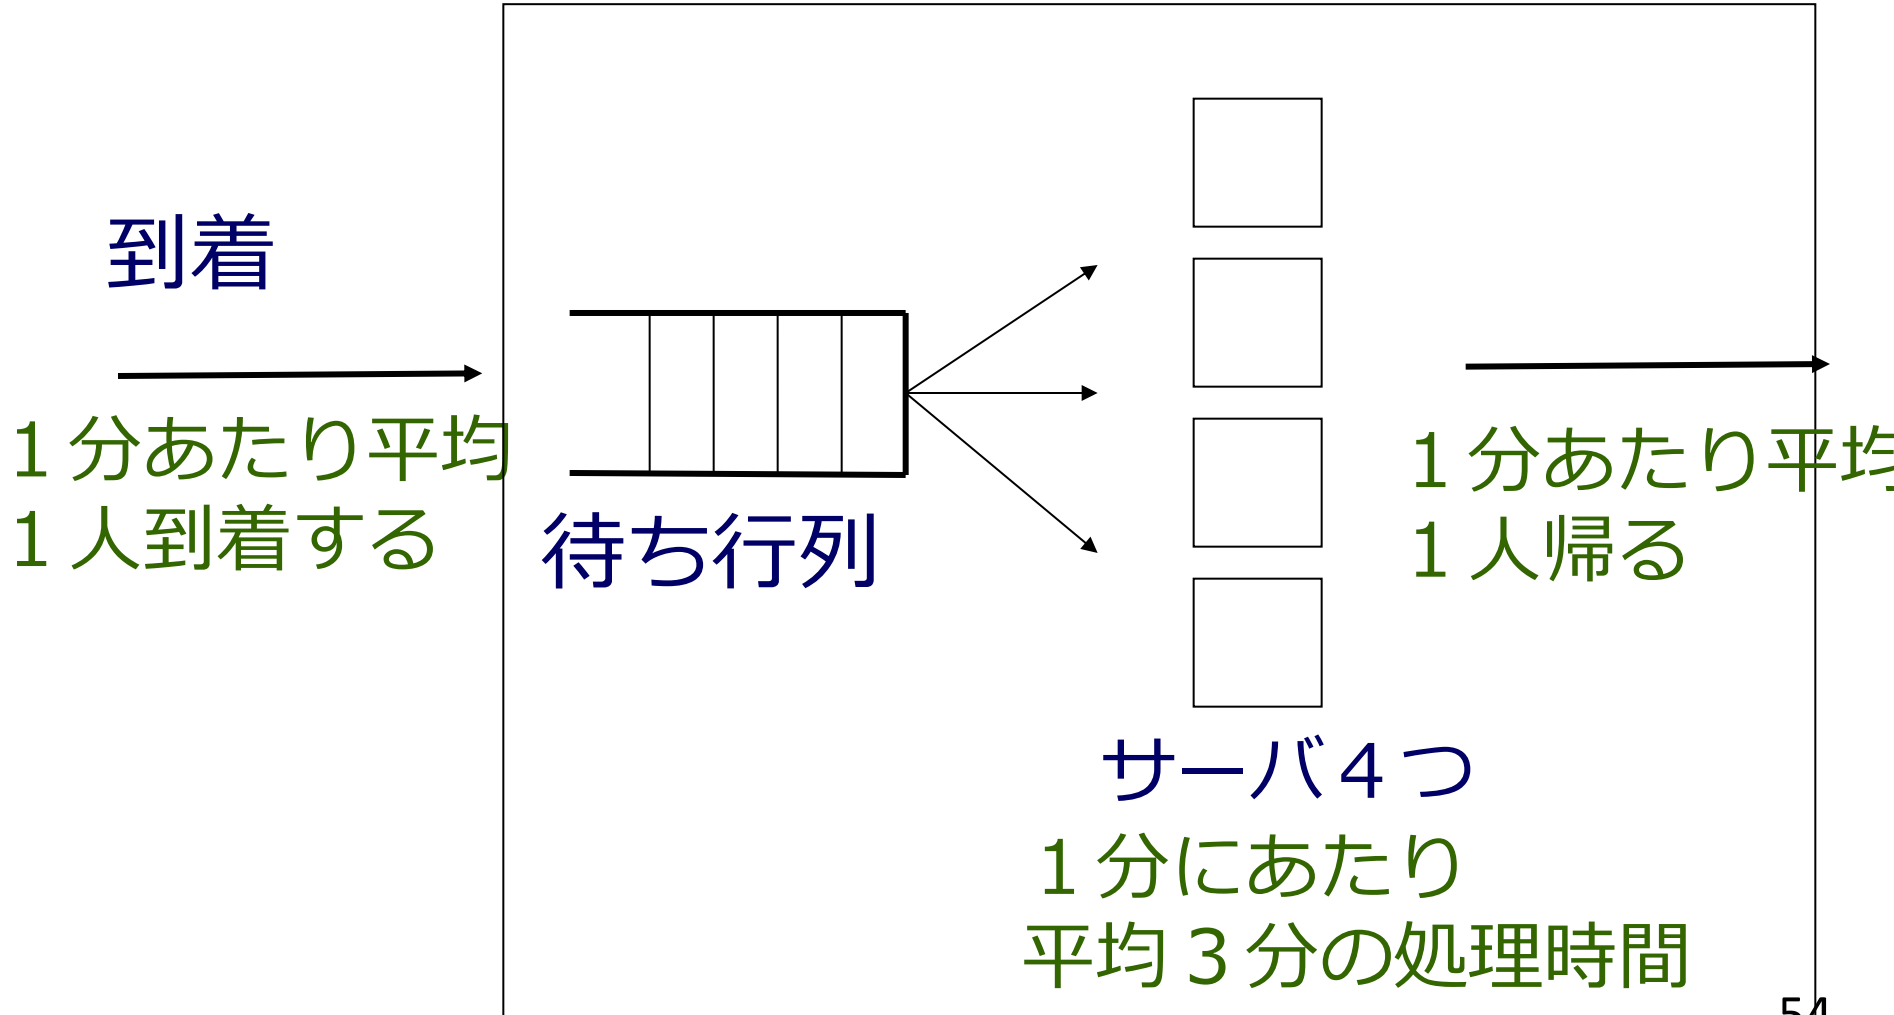 到着
１分あたり平均
１人到着する
待ち行列
サーバ４つ
１分にあたり
平均３分の処理時間
１分あたり平均
１人帰る
54